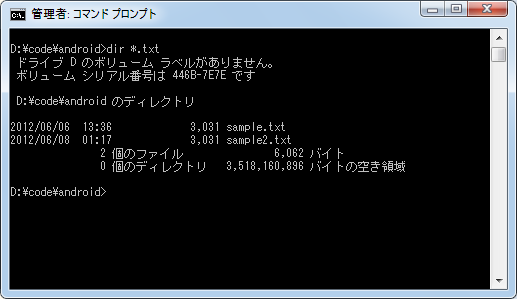 管理者: コマンド プロンプト
D:¥code¥android>dir *.txt
ドライブ D のボリューム ラベルがありません。
ボリューム シリアル番号は 446B-7E7E です
D:¥code¥android のディレクトリ
2012/06/06  13:36             3,031 sample.txt
2012/06/08  01:17             3,031 sample2.txt
2 個のファイル               6,062 バイト
0 個のディレクトリ   3,518,160,896 バイトの空き領域
D:¥code¥android>